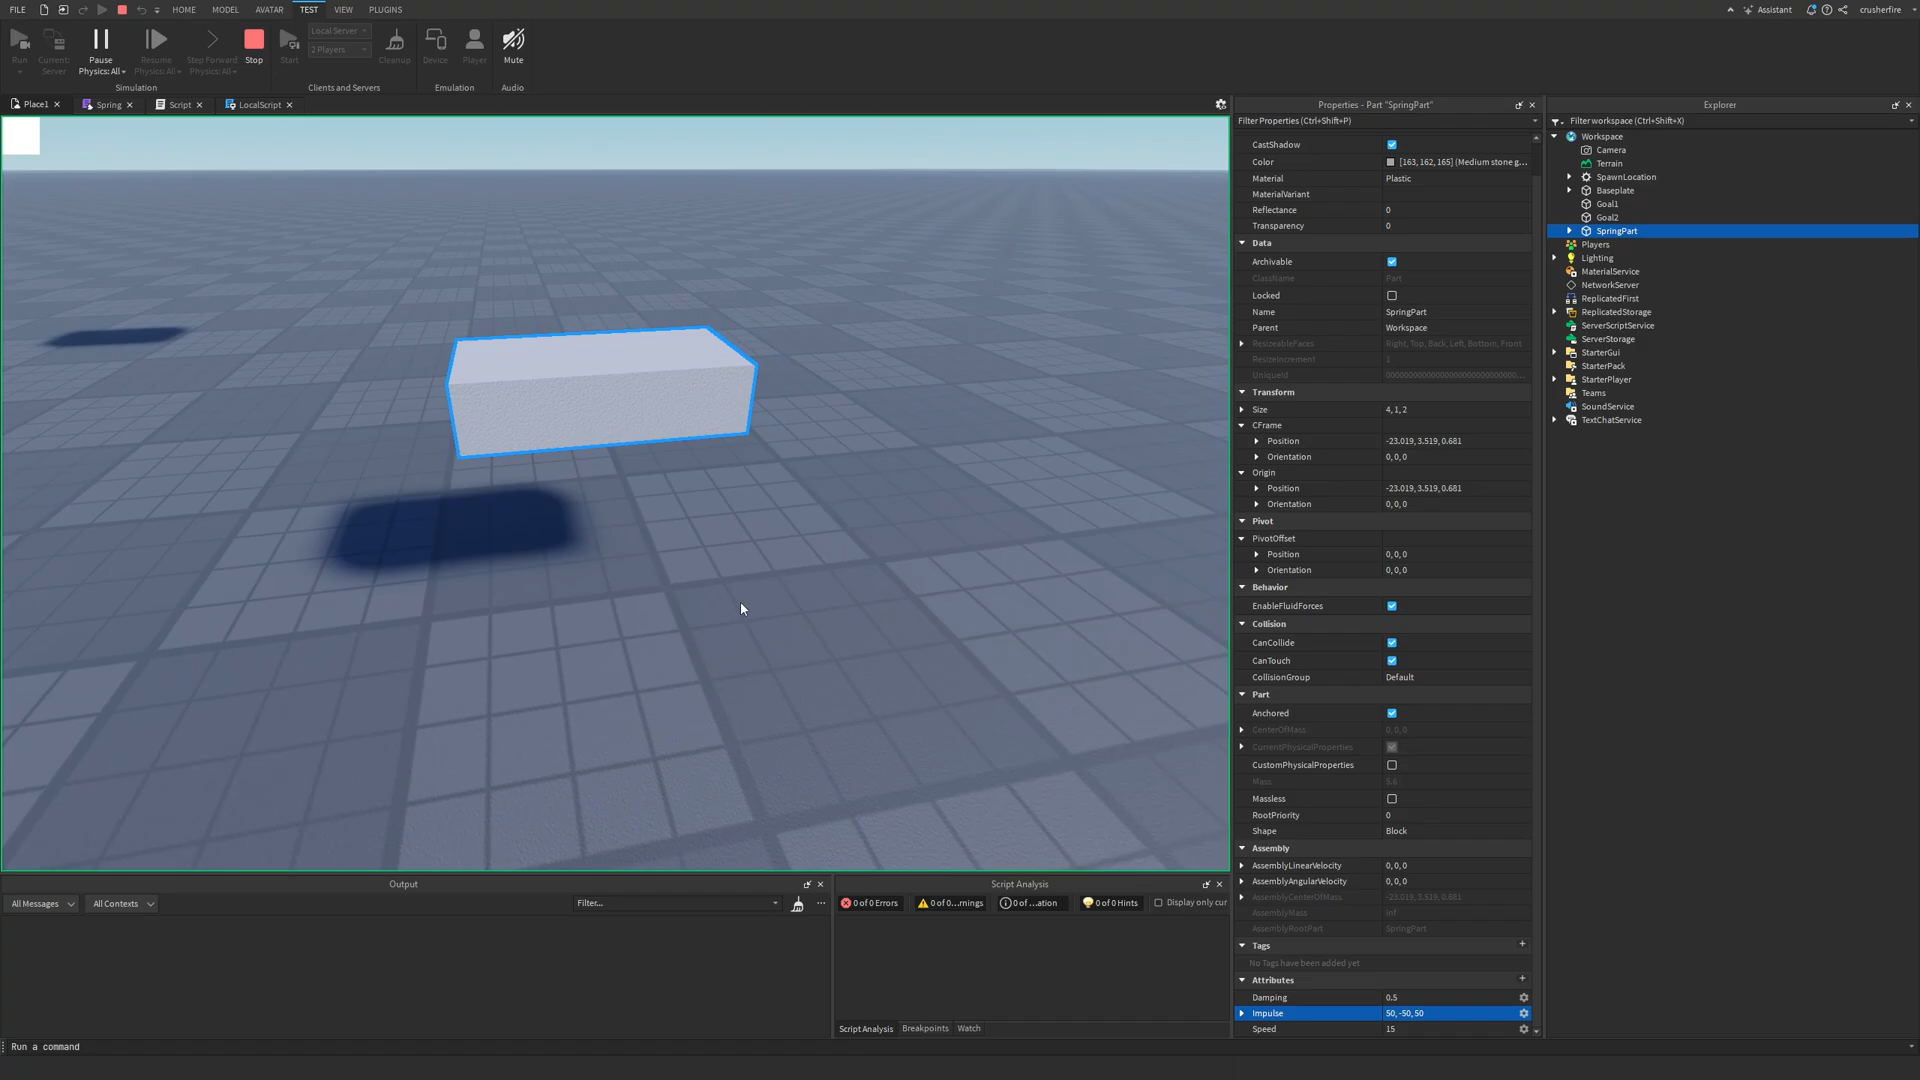 FILE HOME MODEL AVATAR TEST VIEW PLUGINS Assistant crusherfire
Run Current: Server Pause Physics: All Resume Physics: All Step Forward Physics: All Stop Start Local Server 2 Players Cleanup Device Player Mute
Simulation Clients and Servers Emulation Audio
Place1 Spring Script LocalScript
Properties - Part "SpringPart"
Filter Properties (Ctrl+Shift+P)
CastShadow
Color [163, 162, 165] (Medium stone g...
Material Plastic
MaterialVariant
Reflectance 0
Transparency 0
Data
Archivable
ClassName Part
Locked
Name SpringPart
Parent Workspace
ResizeableFaces Right, Top, Back, Left, Bottom, Front
ResizeIncrement 1
UniqueId
Transform
Size 4, 1, 2
CFrame
Position -23.019, 3.519, 0.681
Orientation 0, 0, 0
Origin
Position -23.019, 3.519, 0.681
Orientation 0, 0, 0
Pivot
PivotOffset
Position 0, 0, 0
Orientation 0, 0, 0
Behavior
EnableFluidForces
Collision
CanCollide
CanTouch
CollisionGroup Default
Part
Anchored
CenterOfMass 0, 0, 0
CurrentPhysicalProperties
CustomPhysicalProperties
Mass 5.6
Massless
RootPriority 0
Shape Block
Assembly
AssemblyLinearVelocity 0, 0, 0
AssemblyAngularVelocity 0, 0, 0
AssemblyCenterOfMass -23.019, 3.519, 0.681
AssemblyMass inf
AssemblyRootPart SpringPart
Tags
No Tags have been added yet
Attributes
Damping 0.5
Impulse 50, -50, 50
Speed 15
Explorer
Filter workspace (Ctrl+Shift+X)
Workspace
Camera
Terrain
SpawnLocation
Baseplate
Goal1
Goal2
SpringPart
Players
Lighting
MaterialService
NetworkServer
ReplicatedFirst
ReplicatedStorage
ServerScriptService
ServerStorage
StarterGui
StarterPack
StarterPlayer
Teams
SoundService
TextChatService
Output
All Messages All Contexts Filter...
Script Analysis
0 of 0 Errors 0 of 0...rnings 0 of ...ation 0 of 0 Hints Display only cur
Script Analysis Breakpoints Watch
Run a command